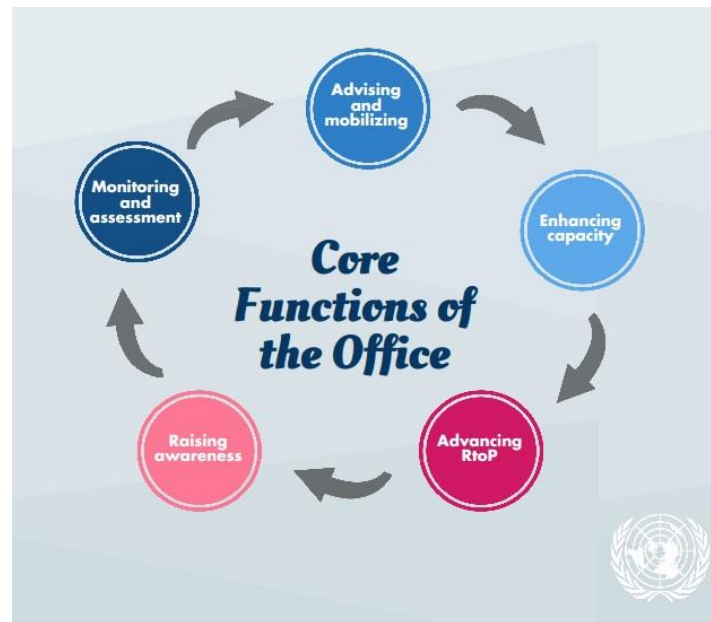 Advising
and
mobilizing
Monitoring
and
assessment
Enhancing
capacity
Core
Functions of
the Office
Raising
awareness
Advancing
RtoP